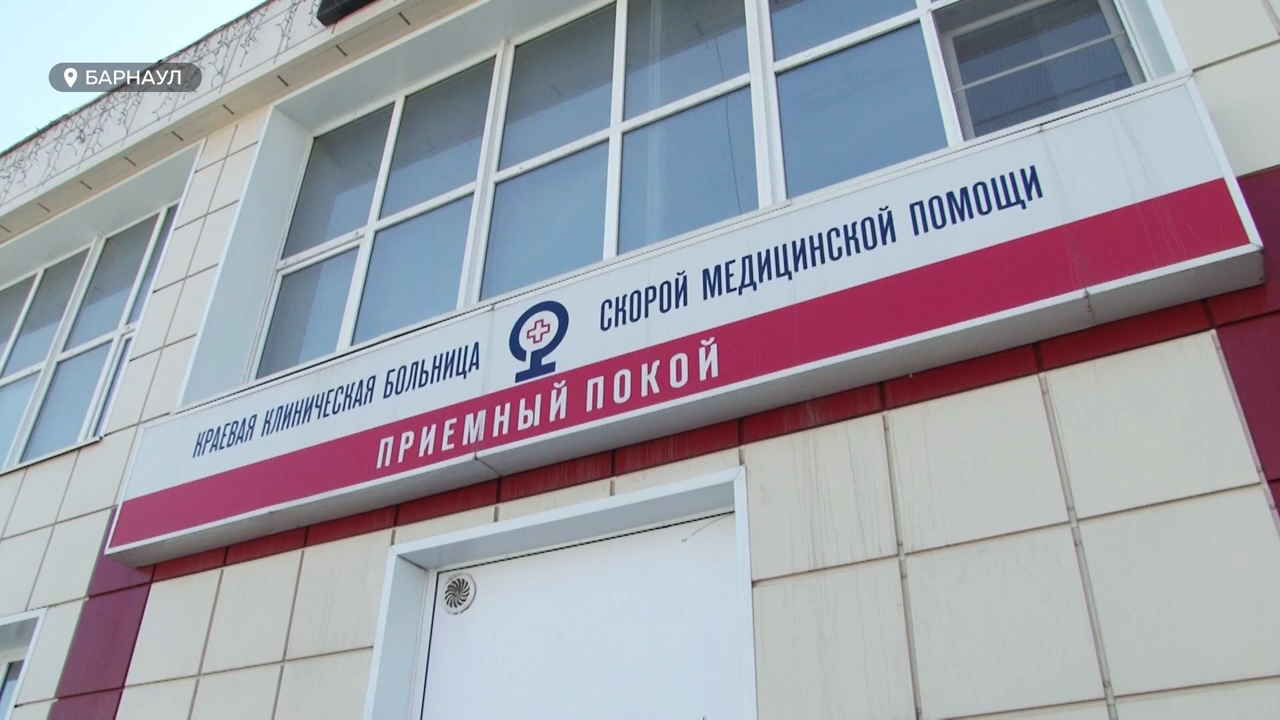 БАРНАУЛ
КРАЕВАЯ КЛИНИЧЕСКАЯ БОЛЬНИЦА СКОРОЙ МЕДИЦИНСКОЙ ПОМОЩИ
ПРИЕМНЫЙ ПОКОЙ